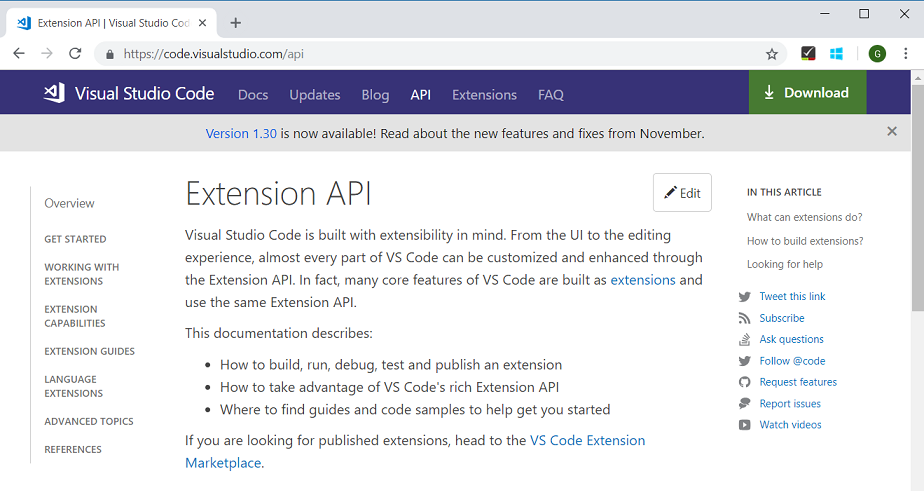 Extension API | Visual Studio Cod
https://code.visualstudio.com/api
G
Visual Studio Code
Docs
Updates
Blog
API
Extensions
FAQ
Download
Version 1.30 is now available! Read about the new features and fixes from November.
Overview
GET STARTED
WORKING WITH
EXTENSIONS
EXTENSION
CAPABILITIES
EXTENSION GUIDES
LANGUAGE
EXTENSIONS
ADVANCED TOPICS
REFERENCES
Extension API
Edit
Visual Studio Code is built with extensibility in mind. From the UI to the editing
experience, almost every part of VS Code can be customized and enhanced through
the Extension API. In fact, many core features of VS Code are built as extensions and
use the same Extension API.
This documentation describes:
• How to build, run, debug, test and publish an extension
• How to take advantage of VS Code's rich Extension API
• Where to find guides and code samples to help get you started
If you are looking for published extensions, head to the VS Code Extension
Marketplace.
IN THIS ARTICLE
What can extensions do?
How to build extensions?
Looking for help
Tweet this link
Subscribe
Ask questions
Follow @code
Request features
Report issues
Watch videos